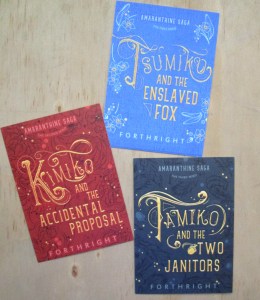 AMARANTHINE SAGA
TSUMIKO
AND THE
ENSLAVED
FOX
FORTHRIGHT
AMARANTHINE SAGA
KIMIKO
AND
THE
ACCIDENTAL
PROPOSAL
FORTHRIGHT
AMARANTHINE SAGA
TAMIKO
AND THE
TWO
JANITORS
FORTHRIGHT